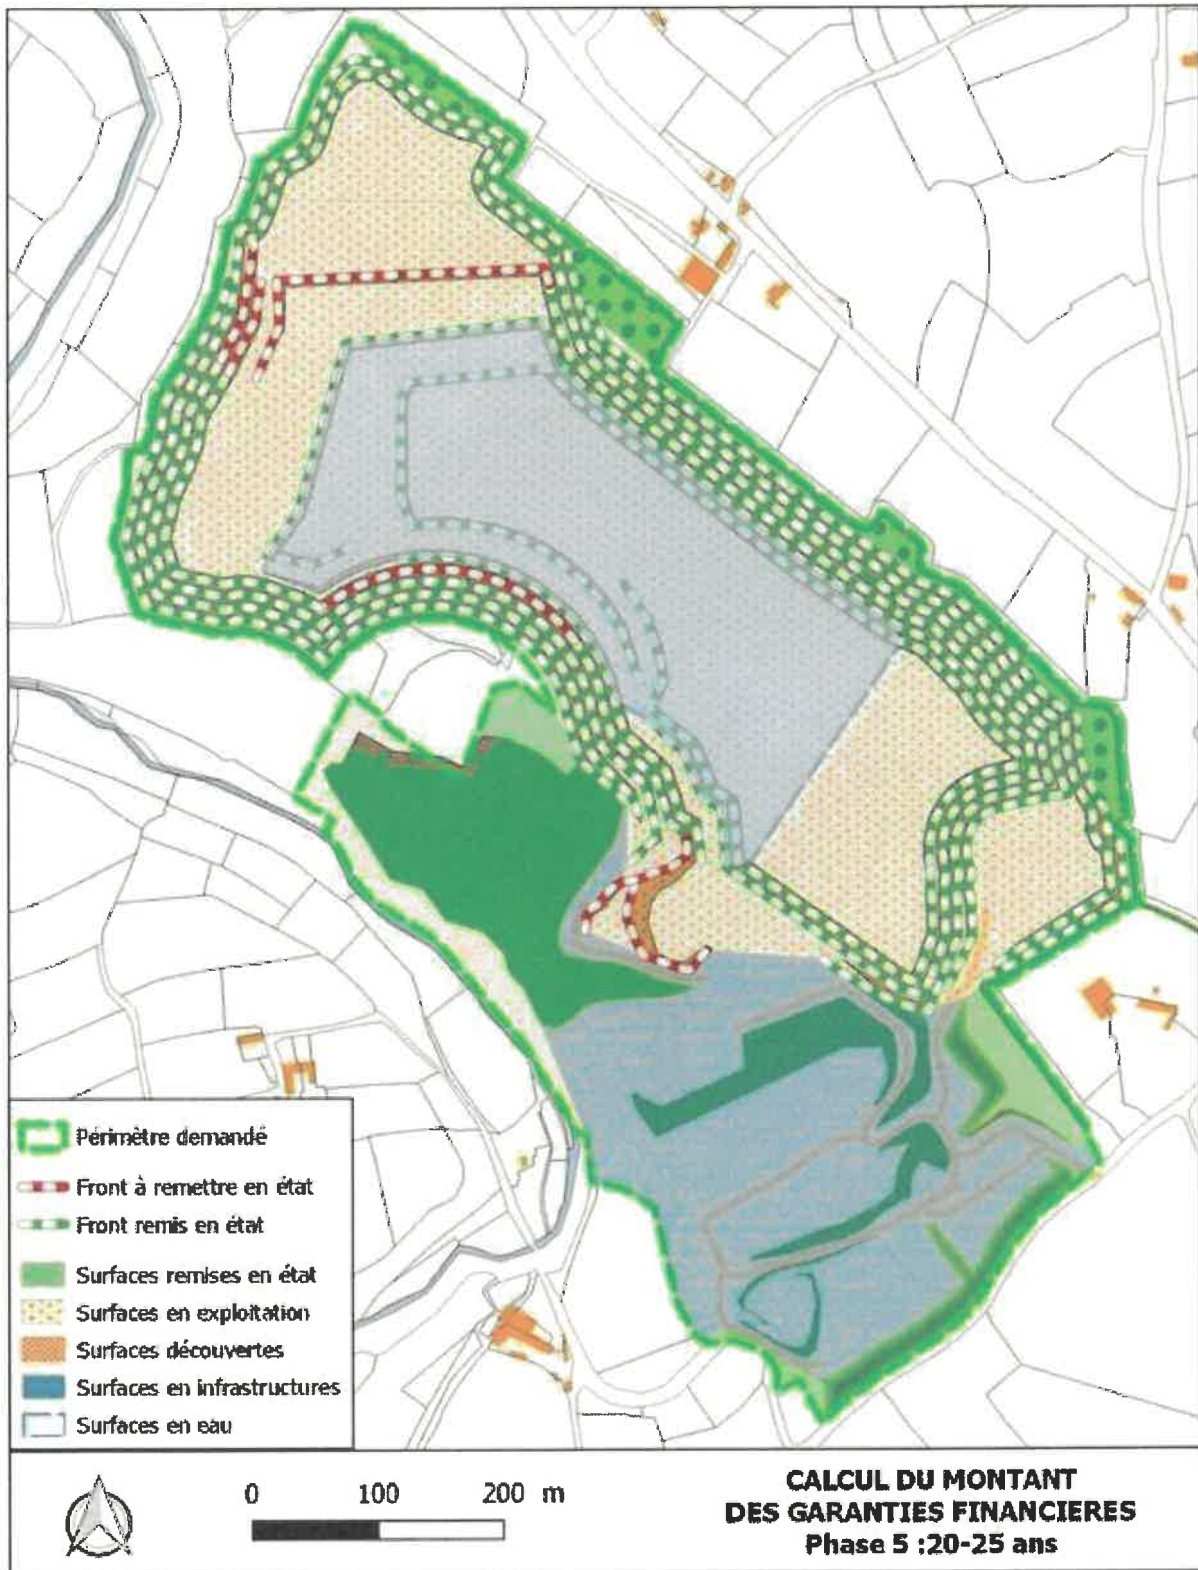 Périmètre demandé
Front à remettre en état
Front remis en état
Surfaces remises en état
Surfaces en exploitation
Surfaces découvertes
Surfaces en infrastructures
Surfaces en eau
0 100 200 m
CALCUL DU MONTANT
DES GARANTIES FINANCIERES
Phase 5 :20-25 ans